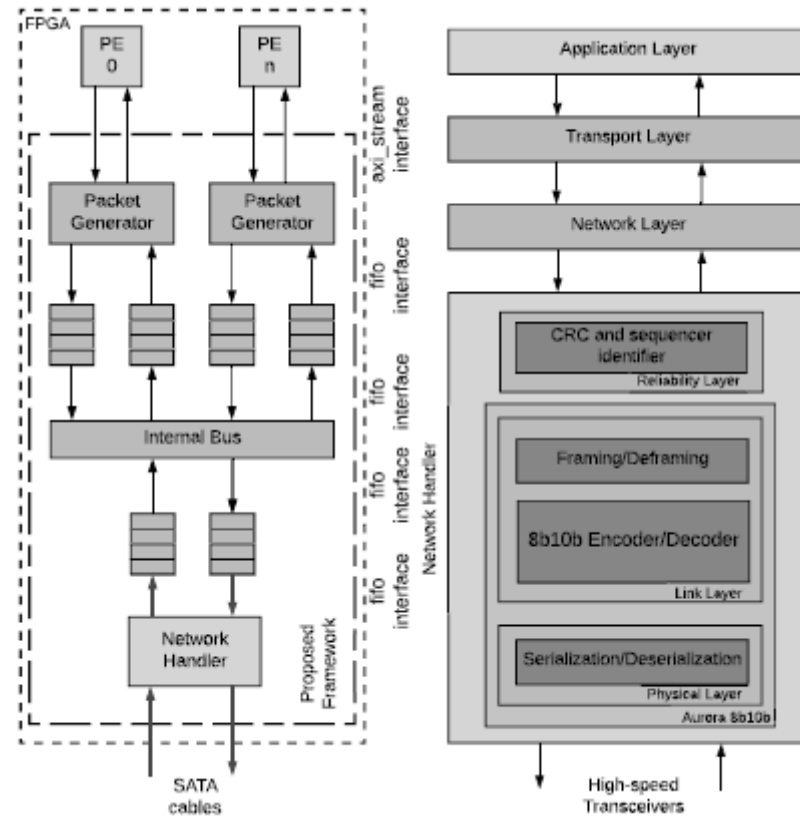 FPGA
PE
0
PE
n
axi_stream
interface
Packet
Generator
Packet
Generator
fifo
interface
fifo
interface
Internal Bus
fifo
interface
fifo
interface
Network
Handler
Proposed
Framework
SATA
cables
Application Layer
Transport Layer
Network Layer
Network Handler
CRC and sequencer
identifier
Reliability Layer
Framing/Deframing
8b10b Encoder/Decoder
Link Layer
Serialization/Deserialization
Physical Layer
Aurora 8b10b
High-speed
Transceivers